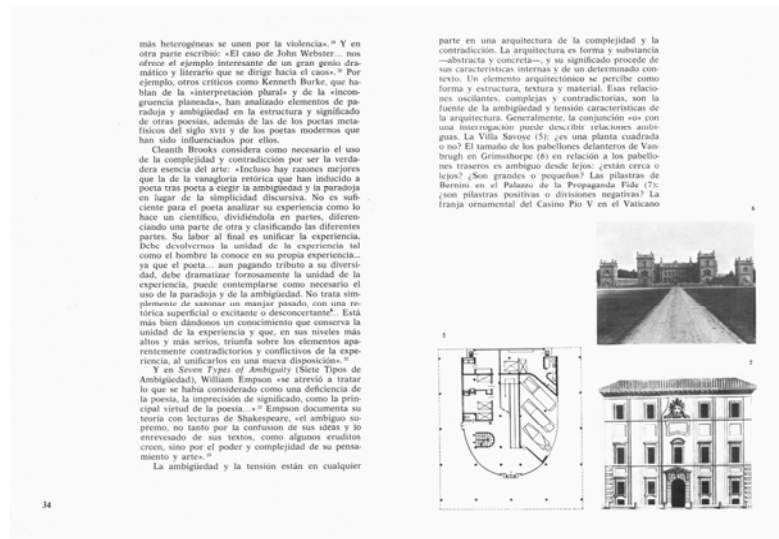 más heterogéneas se unen por la violencia».¹⁹ Y en
otra parte escribió: «El caso de John Webster... nos
ofrece el ejemplo interesante de un gran genio dra-
mático y literario que se dirige hacia el caos».²⁰ Por
ejemplo, otros críticos como Kenneth Burke, que ha-
blan de la «interpretación plural» y de la «incon-
gruencia planeada», han analizado elementos de pa-
radoja y ambigüedad en la estructura y significado
de otras poesías, además de las de los poetas meta-
físicos del siglo XVII y de los poetas modernos que
han sido influenciados por ellos.
Cleanth Brooks considera como necesario el uso
de la complejidad y contradicción por ser la verda-
dera esencia del arte: «Incluso hay razones mejores
que la de la vanagloria retórica que han inducido a
poeta tras poeta a elegir la ambigüedad y la paradoja
en lugar de la simplicidad discursiva. No es sufi-
ciente para el poeta analizar su experiencia como lo
hace un científico, dividiéndola en partes, diferen-
ciando una parte de otra y clasificando las diferentes
partes. Su labor al final es unificar la experiencia.
Debe devolvernos la unidad de la experiencia tal
como el hombre la conoce en su propia experiencia...
ya que el poeta... aun pagando tributo a su diversi-
dad, debe dramatizar forzosamente la unidad de la
experiencia, puede contemplarse como necesario el
uso de la paradoja y de la ambigüedad. No trata sim-
plemente de sazonar un manjar pasado, con una re-
tórica superficial o excitante o desconcertante... Está
más bien dándonos un conocimiento que conserva la
unidad de la experiencia y que, en sus niveles más
altos y más serios, triunfa sobre los elementos apa-
rentemente contradictorios y conflictivos de la expe-
riencia, al unificarlos en una nueva disposición».²¹
Y en Seven Types of Ambiguity (Siete Tipos de
Ambigüedad), William Empson «se atrevió a tratar
lo que se había considerado como una deficiencia de
la poesía, la imprecisión de significado, como la prin-
cipal virtud de la poesía...»²² Empson documenta su
teoría con lecturas de Shakespeare, «el ambiguo su-
premo, no tanto por la confusión de sus ideas y lo
enrevesado de sus textos, como algunos eruditos
creen, sino por el poder y complejidad de su pensa-
miento y arte».²³
La ambigüedad y la tensión están en cualquier
34
parte en una arquitectura de la complejidad y la
contradicción. La arquitectura es forma y substancia
—abstracta y concreta—, y su significado procede de
sus características internas y de un determinado con-
texto. Un elemento arquitectónico se percibe como
forma y estructura, textura y material. Esas relacio-
nes oscilantes, complejas y contradictorias, son la
fuente de la ambigüedad y tensión características de
la arquitectura. Generalmente, la conjunción «o» con
una interrogación puede describir relaciones ambi-
guas. La Villa Savoye (5): ¿es una planta cuadrada
o no? El tamaño de los pabellones delanteros de Van-
brugh en Grimsthorpe (6) en relación a los pabello-
nes traseros es ambiguo desde lejos: ¿están cerca o
lejos? ¿Son grandes o pequeños? Las pilastras de
Bernini en el Palazzo de la Propaganda Fide (7):
¿son pilastras positivas o divisiones negativas? La
franja ornamental del Casino Pío V en el Vaticano
6
5
7